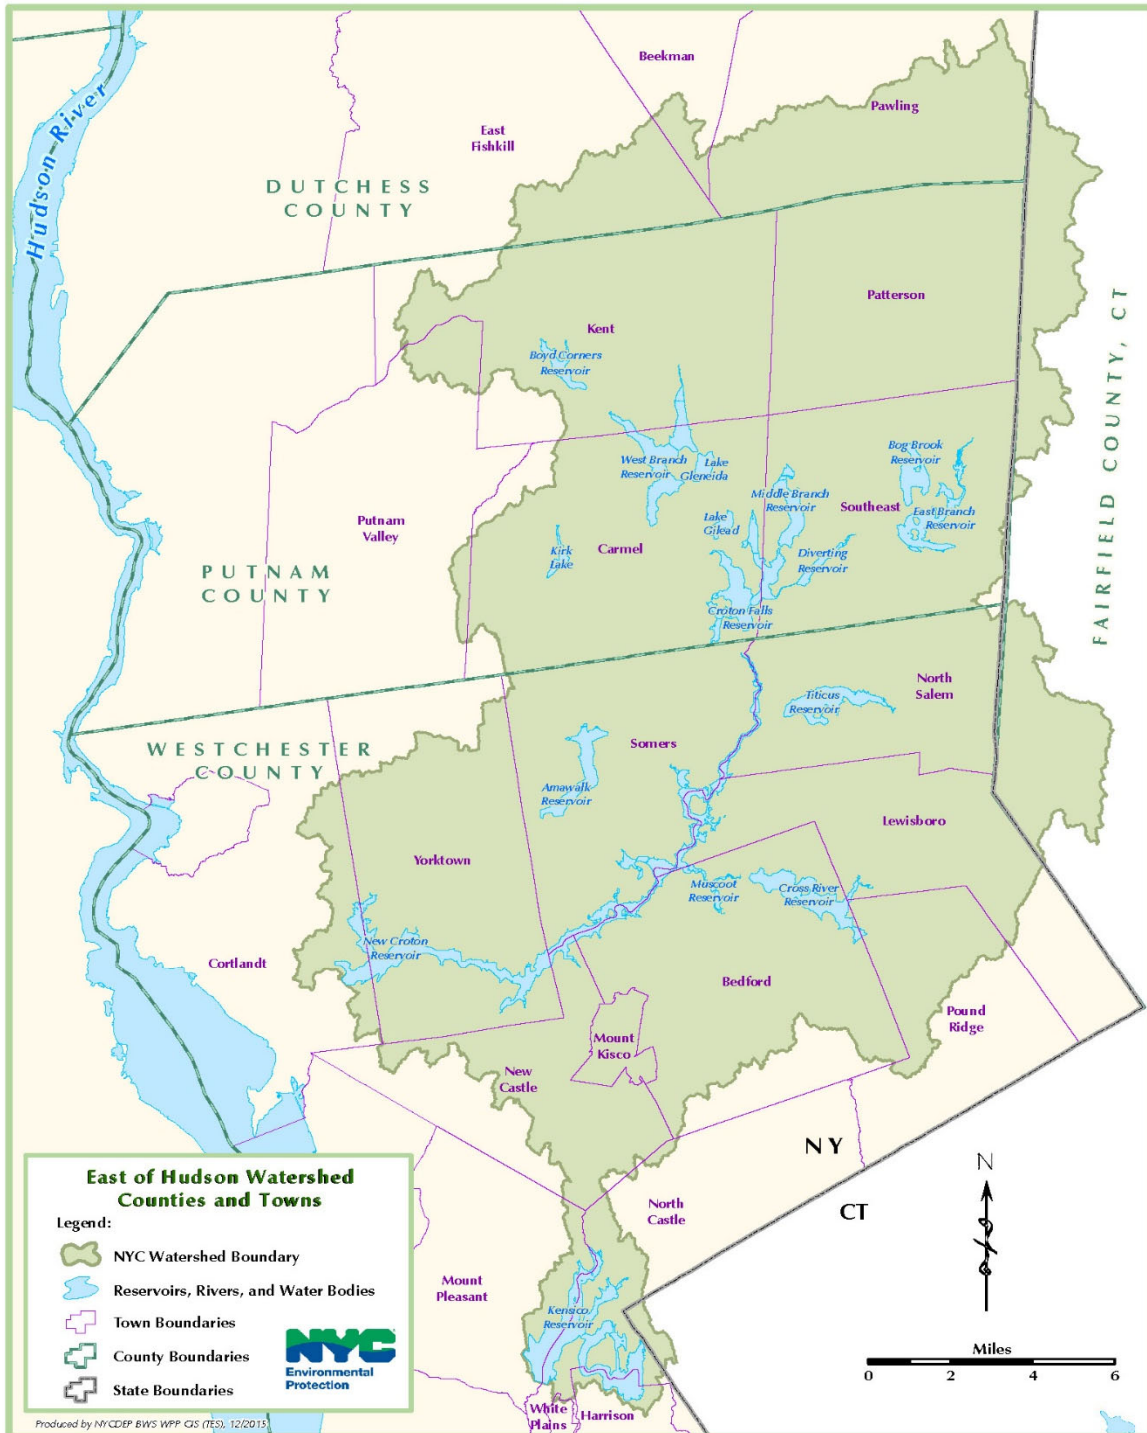 Hudson River
Beekman
Pawling
East
Fishkill
DUTCHESS
COUNTY
Patterson
Kent
Boyd Corners
Reservoir
FAIRFIELD COUNTY, CT
West Branch
Reservoir
Lake
Gleneida
Bog Brook
Reservoir
Middle Branch
Reservoir
Southeast
East Branch
Reservoir
Lake
Gilead
Putnam
Valley
Kirk
Lake
Carmel
Diverting
Reservoir
PUTNAM
COUNTY
Croton Falls
Reservoir
North
Salem
Titicus
Reservoir
WESTCHESTER
COUNTY
Somers
Amawalk
Reservoir
Lewisboro
Yorktown
Muscoot
Reservoir
Cross River
Reservoir
New Croton
Reservoir
Cortlandt
Bedford
Pound
Ridge
Mount
Kisco
New
Castle
NY
CT
N
North
Castle
Mount
Pleasant
Kensico
Reservoir
White
Plains
Harrison
Miles
0 2 4 6
East of Hudson Watershed
Counties and Towns
Legend:
NYC Watershed Boundary
Reservoirs, Rivers, and Water Bodies
Town Boundaries
County Boundaries
State Boundaries
NYC
Environmental
Protection
Produced by NYCDEP BWS WPP GIS (TES), 12/2015